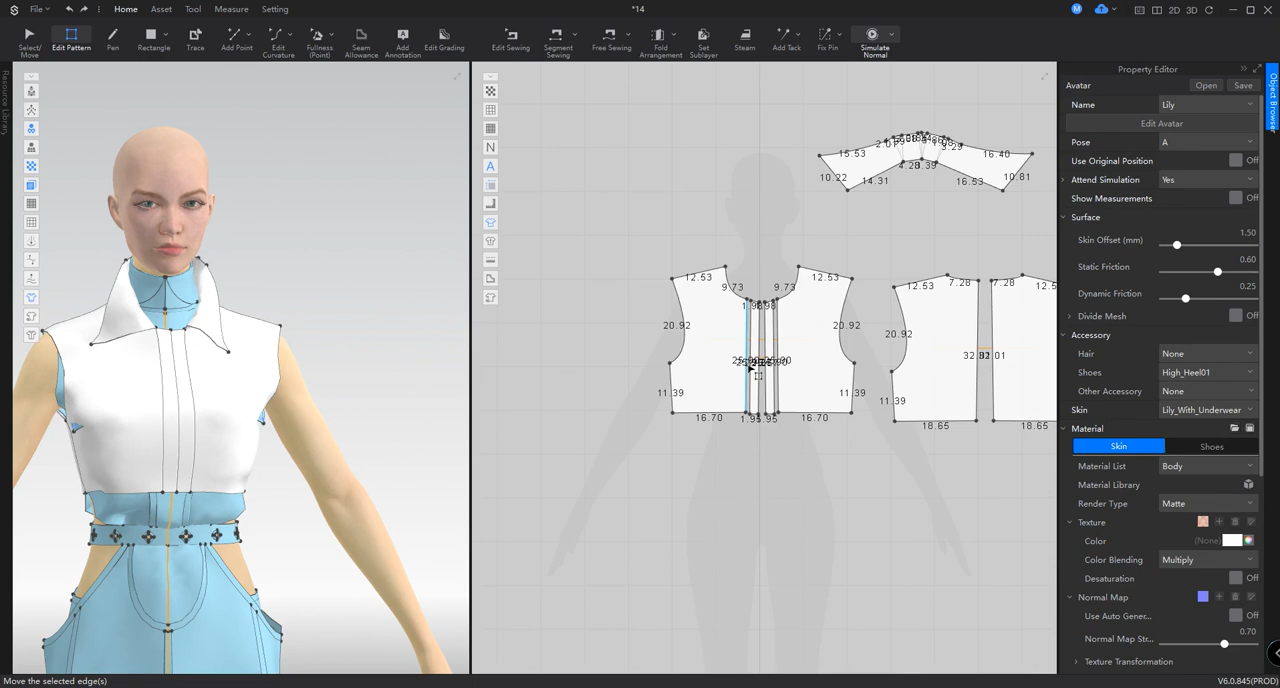 File
Home
Asset
Tool
Measure
Setting
*14
M
2D
3D
Select/
Move
Edit Pattern
Pen
Rectangle
Trace
Add Point
Edit
Curvature
Fullness
(Point)
Seam
Allowance
Add
Annotation
Edit Grading
Edit Sewing
Segment
Sewing
Free Sewing
Fold
Arrangement
Set
Sublayer
Steam
Add Tack
Fix Pin
Simulate
Normal
Resource Library
Object Browser
15.53
16.40
10.22
14.31
16.53
10.81
3.29
12.53
9.73
9.73
12.53
20.92
20.92
11.39
11.39
16.70
16.70
12.53
7.28
7.28
12.5
20.92
11.39
18.65
18.65
Property Editor
Avatar
Open
Save
Name
Lily
Edit Avatar
Pose
A
Use Original Position
Off
Attend Simulation
Yes
Show Measurements
Off
Surface
Skin Offset (mm)
1.50
Static Friction
0.60
Dynamic Friction
0.25
Divide Mesh
Off
Accessory
Hair
None
Shoes
High_Heel01
Other Accessory
None
Skin
Lily_With_Underwear
Material
Skin
Shoes
Material List
Body
Material Library
Render Type
Matte
Texture
Color
(None)
Color Blending
Multiply
Desaturation
Off
Normal Map
Use Auto Gener...
Off
Normal Map Str...
0.70
Texture Transformation
Move the selected edge(s)
V6.0.845(PROD)